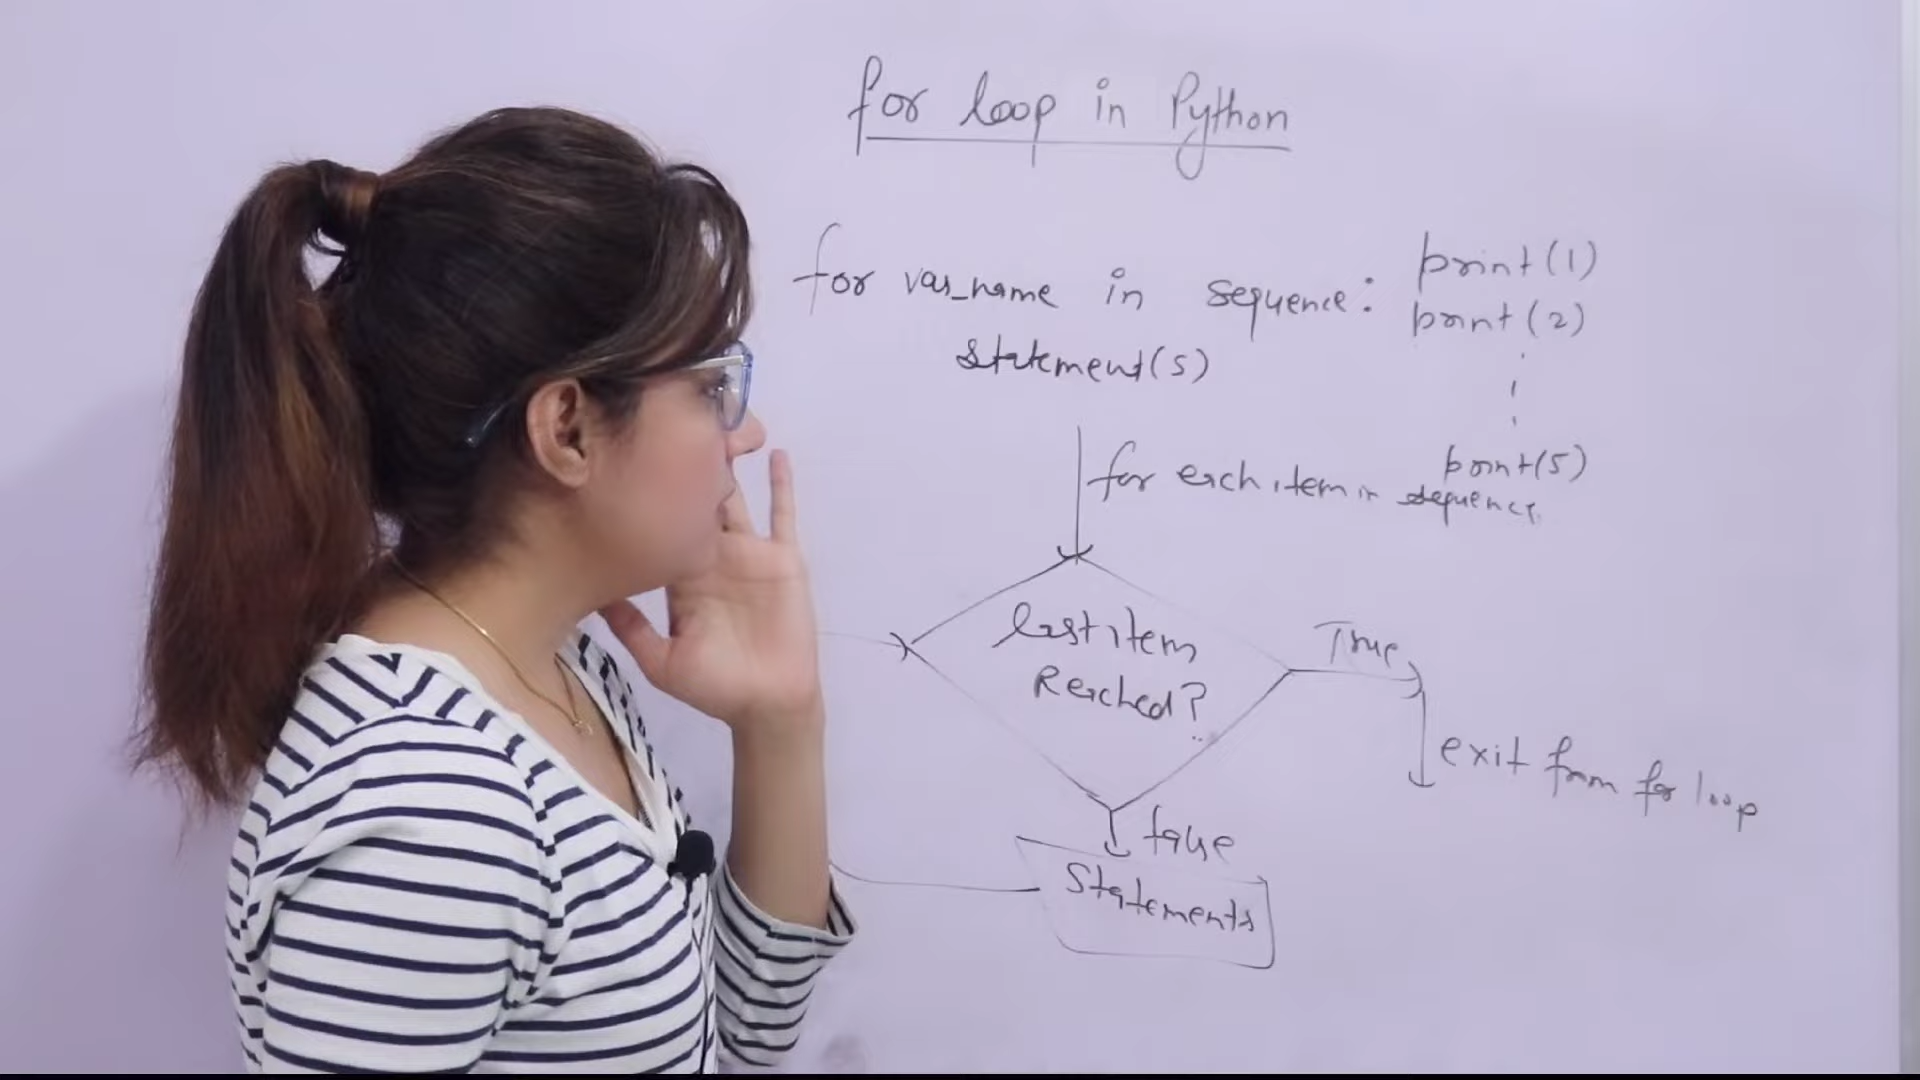 for loop in Python
for var_name in sequence:
statement(s)
print(1)
print(2)
print(5)
for each item in sequence.
last item
Reached?
True
exit from for loop
false
Statements